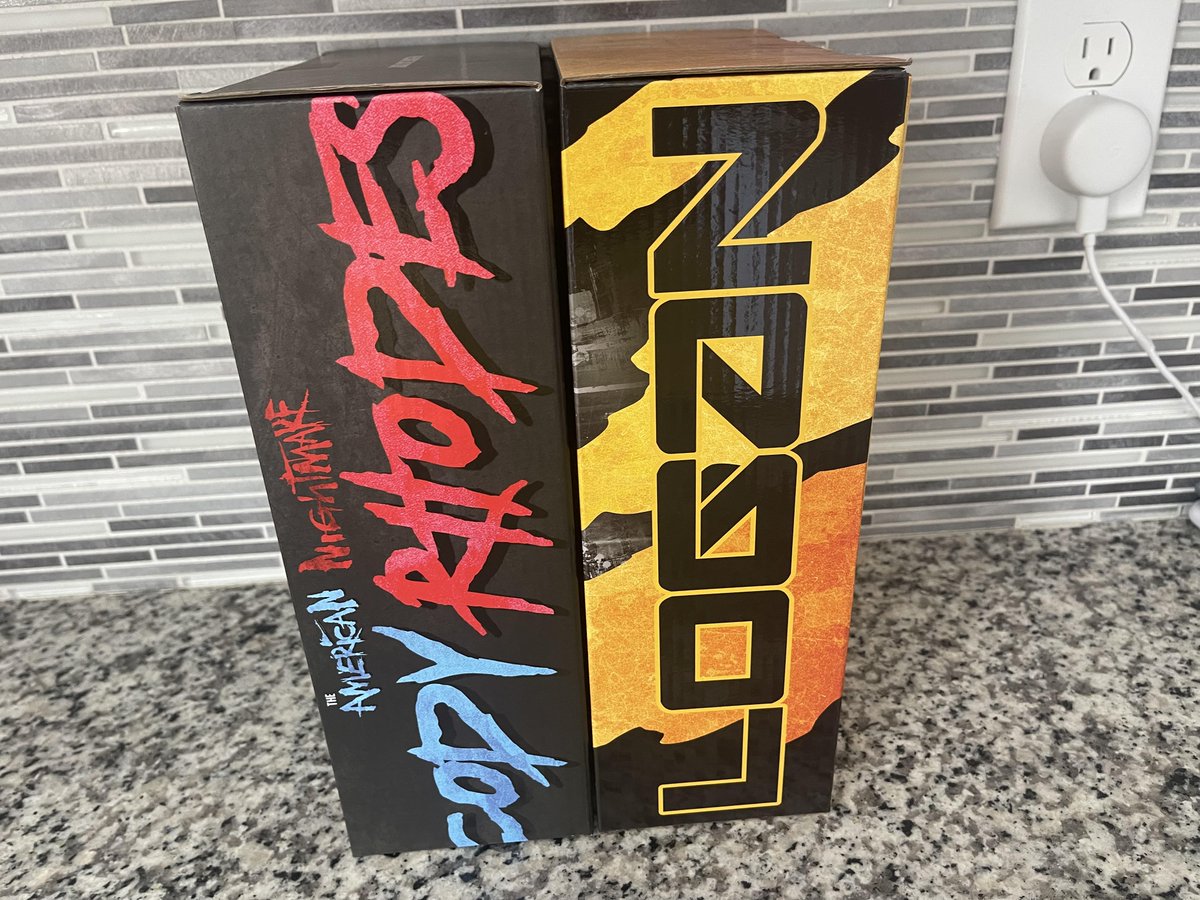 THE AMERICAN NIGHTMARE
CODY RHODES
LOGAN